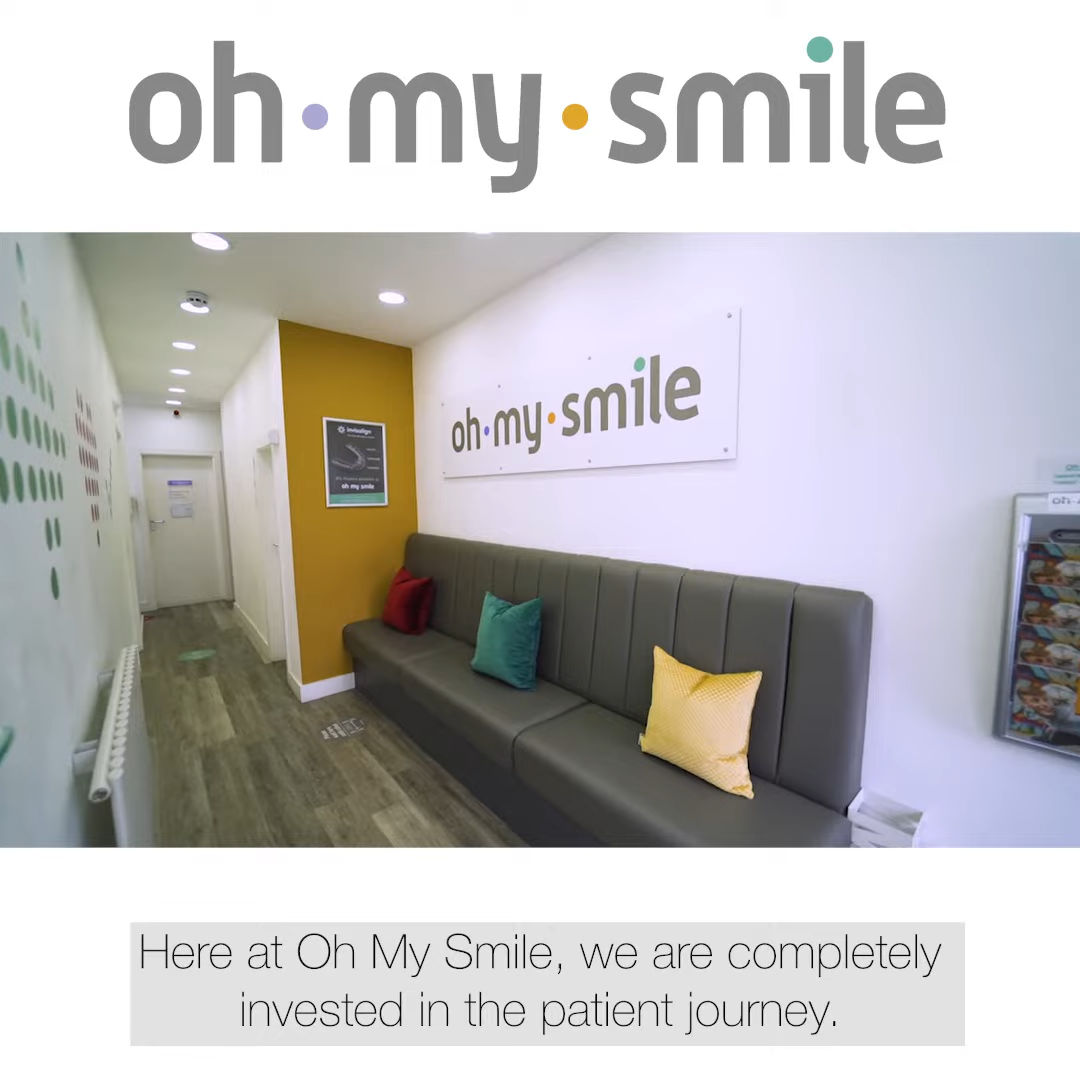 oh·my·smile
oh·my·smile
invisalign
oh my smile
Here at Oh My Smile, we are completely
invested in the patient journey.